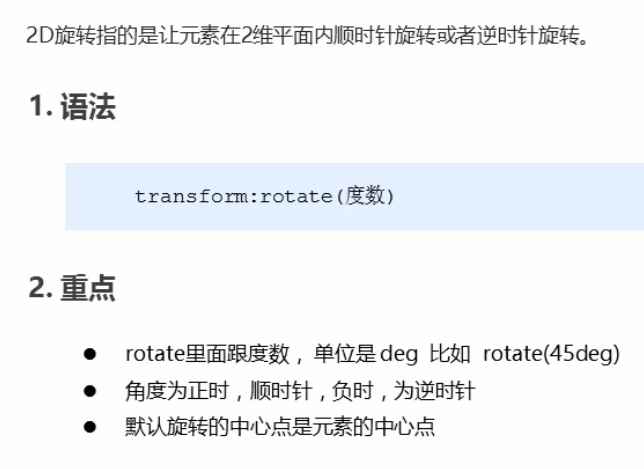 2D旋转指的是让元素在2维平面内顺时针旋转或者逆时针旋转。
1. 语法
transform:rotate(度数)
2. 重点
● rotate里面跟度数，单位是 deg 比如 rotate(45deg)
● 角度为正时，顺时针，负时，为逆时针
● 默认旋转的中心点是元素的中心点